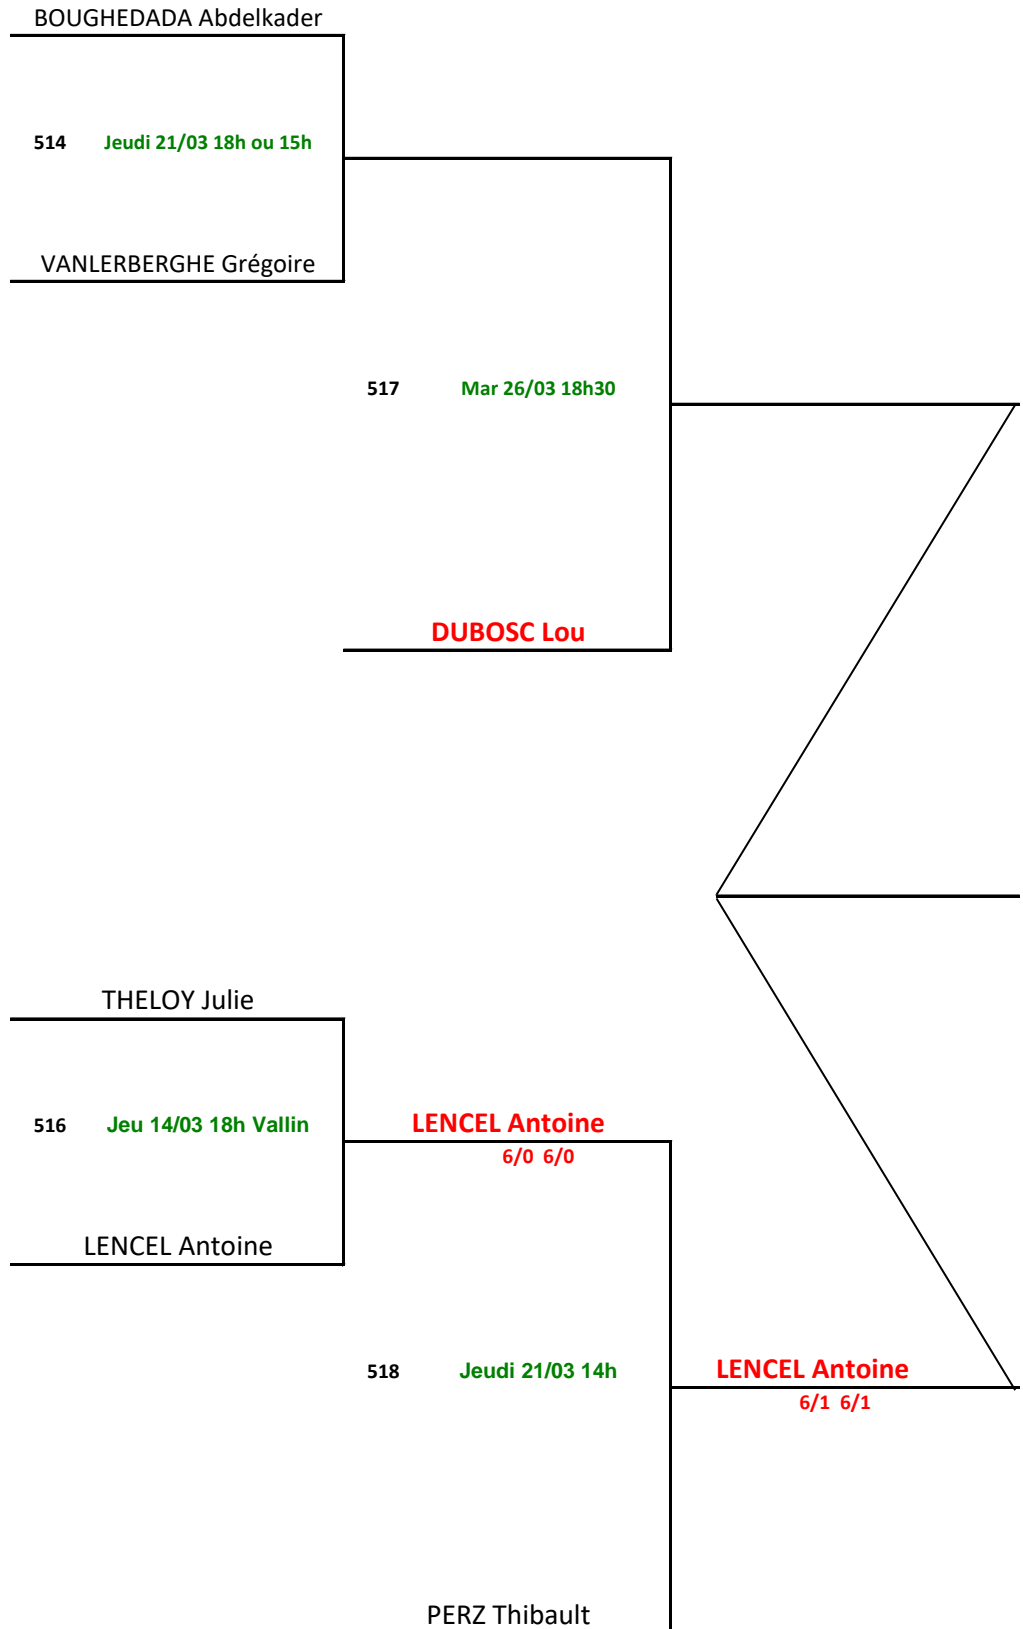 BOUGHEDADA Abdelkader
514 Jeudi 21/03 18h ou 15h
VANLERBERGHE Grégoire
517 Mar 26/03 18h30
DUBOSC Lou
THELOY Julie
516 Jeu 14/03 18h Vallin
LENCEL Antoine
6/0 6/0
LENCEL Antoine
518 Jeudi 21/03 14h
LENCEL Antoine
6/1 6/1
PERZ Thibault